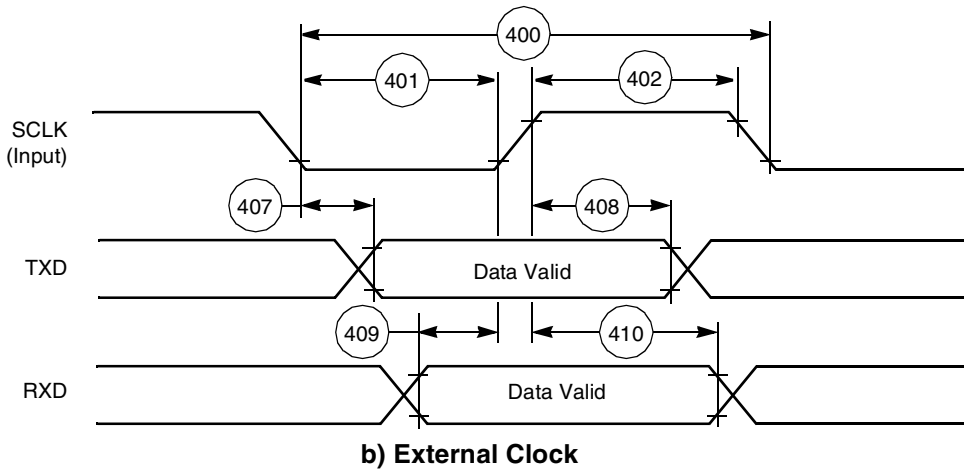 400
401
402
SCLK
(Input)
407
408
TXD
Data Valid
409
410
RXD
Data Valid
b) External Clock